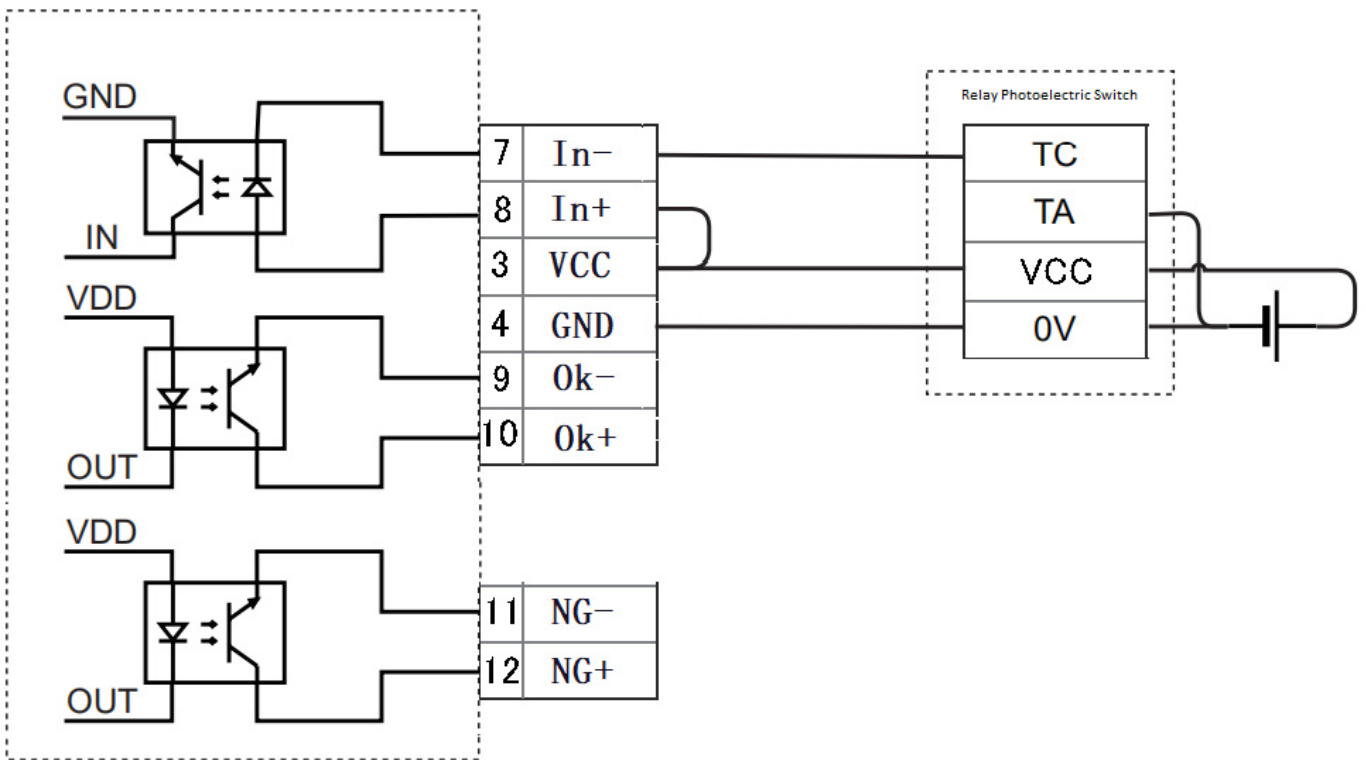 GND
IN
VDD
OUT
VDD
OUT
7 In-
8 In+
3 VCC
4 GND
9 Ok-
10 Ok+
11 NG-
12 NG+
Relay Photoelectric Switch
TC
TA
VCC
0V